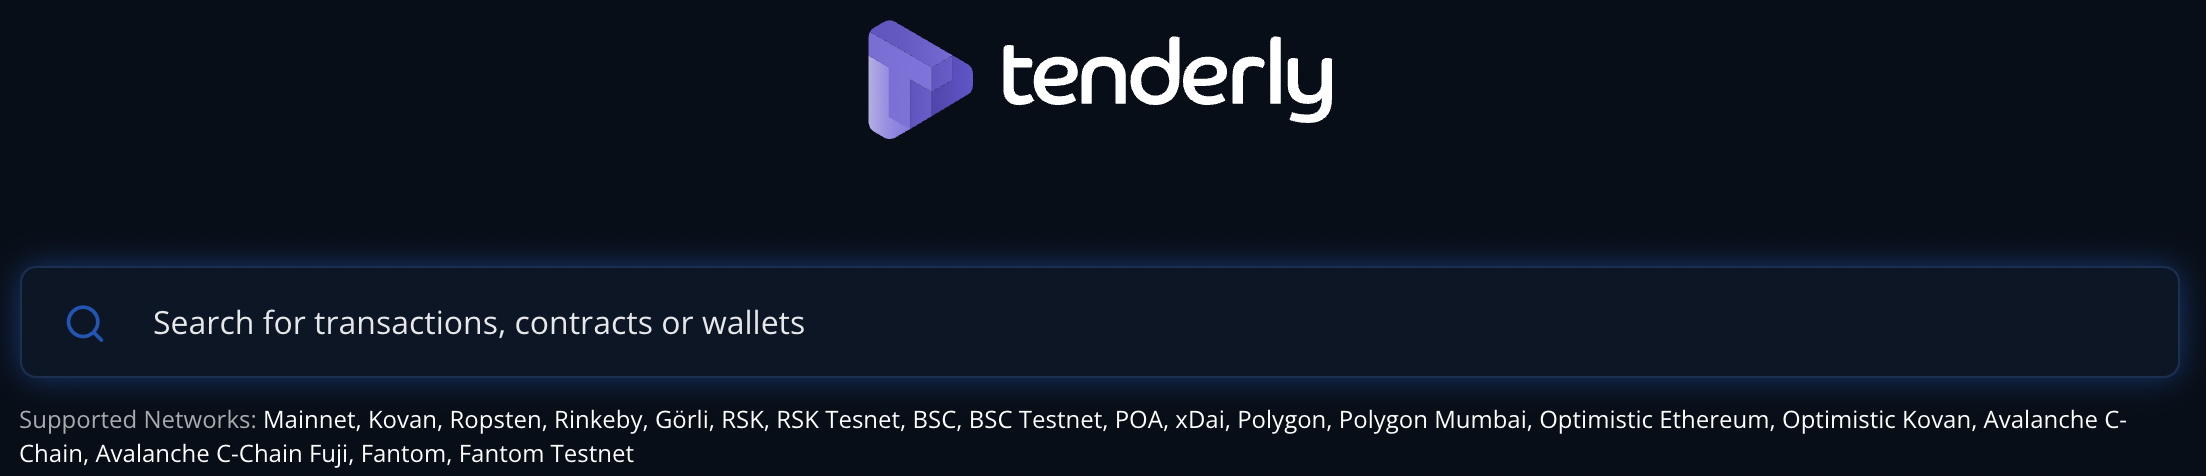 tenderly
Search for transactions, contracts or wallets
Supported Networks: Mainnet, Kovan, Ropsten, Rinkeby, Görli, RSK, RSK Tesnet, BSC, BSC Testnet, POA, xDai, Polygon, Polygon Mumbai, Optimistic Ethereum, Optimistic Kovan, Avalanche C-
Chain, Avalanche C-Chain Fuji, Fantom, Fantom Testnet